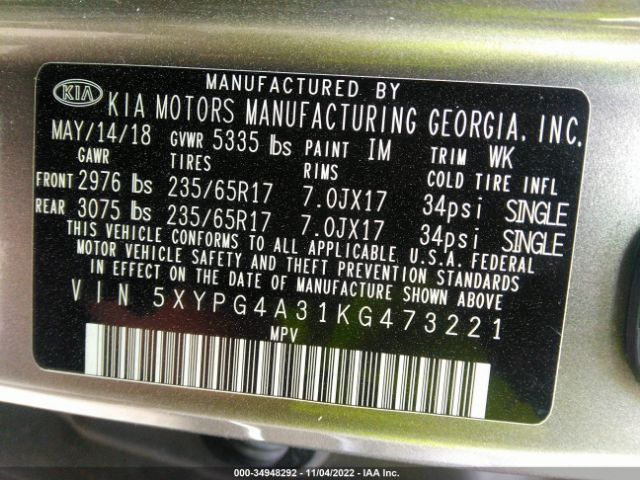 MANUFACTURED BY
KIA KIA MOTORS MANUFACTURING GEORGIA, INC.
MAY/14/18 GVWR 5335 lbs PAINT IM TRIM WK
GAWR TIRES RIMS COLD TIRE INFL
FRONT 2976 lbs 235/65R17 7.0JX17 34psi SINGLE
REAR 3075 lbs 235/65R17 7.0JX17 34psi SINGLE
THIS VEHICLE CONFORMS TO ALL APPLICABLE U.S.A. FEDERAL
MOTOR VEHICLE SAFETY AND THEFT PREVENTION STANDARDS
IN EFFECT ON THE DATE OF MANUFACTURE SHOWN ABOVE
VIN 5XYPG4A31KG473221
MPV
000-34948292 - 11/04/2022 - IAA Inc.